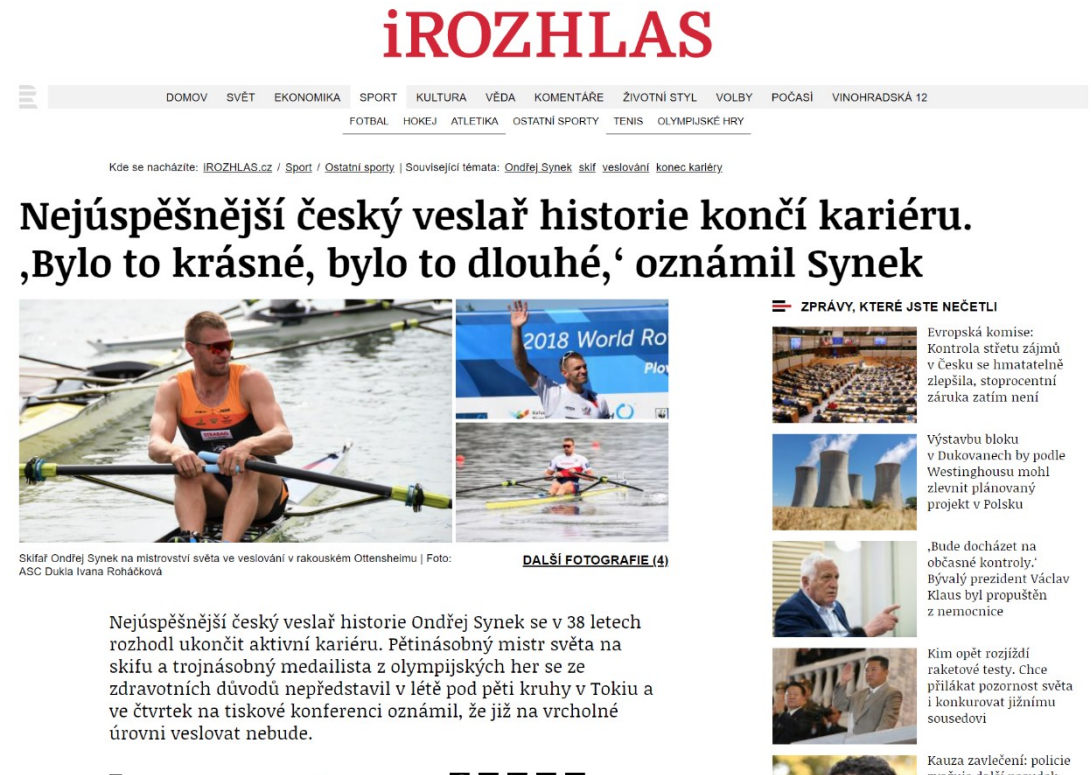 iROZHLAS
DOMOV SVĚT EKONOMIKA SPORT KULTURA VĚDA KOMENTÁŘE ŽIVOTNÍ STYL VOLBY POČASÍ VINOHRADSKÁ 12
FOTBAL HOKEJ ATLETIKA OSTATNÍ SPORTY TENIS OLYMPIJSKÉ HRY
Kde se nacházíte: iROZHLAS.cz / Sport / Ostatní sporty | Související témata: Ondřej Synek skif veslování konec kariéry
Nejúspěšnější český veslař historie končí kariéru.
‚Bylo to krásné, bylo to dlouhé,‘ oznámil Synek
2018 World Ro
Plov
Skifař Ondřej Synek na mistrovství světa ve veslování v rakouském Ottensheimu | Foto:
ASC Dukla Ivana Roháčková
DALŠÍ FOTOGRAFIE (4)
Nejúspěšnější český veslař historie Ondřej Synek se v 38 letech
rozhodl ukončit aktivní kariéru. Pětinásobný mistr světa na
skifu a trojnásobný medailista z olympijských her se ze
zdravotních důvodů nepředstavil v létě pod pěti kruhy v Tokiu a
ve čtvrtek na tiskové konferenci oznámil, že již na vrcholné
úrovni veslovat nebude.
ZPRÁVY, KTERÉ JSTE NEČETLI
Evropská komise:
Kontrola střetu zájmů
v Česku se hmatatelně
zlepšila, stoprocentní
záruka zatím není
Výstavbu bloku
v Dukovanech by podle
Westinghousu mohl
zlevnit plánovaný
projekt v Polsku
‚Bude docházet na
občasné kontroly.‘
Bývalý prezident Václav
Klaus byl propuštěn
z nemocnice
Kim opět rozjíždí
raketové testy. Chce
přilákat pozornost světa
i konkurovat jižnímu
sousedovi
Kauza zavlečení: policie